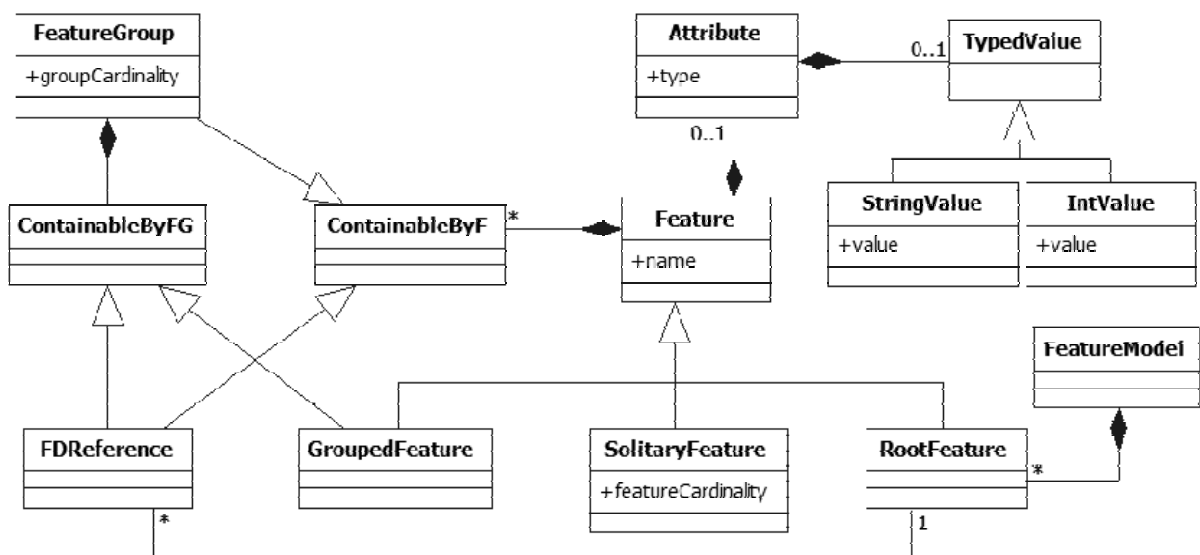 FeatureGroup
+groupCardinality
Attribute
+type
0..1
TypedValue
0..1
ContainableByFG
ContainableByF
*
Feature
+name
StringValue
+value
IntValue
+value
FeatureModel
FDReference
GroupedFeature
SolitaryFeature
+featureCardinality
RootFeature
*
*
1